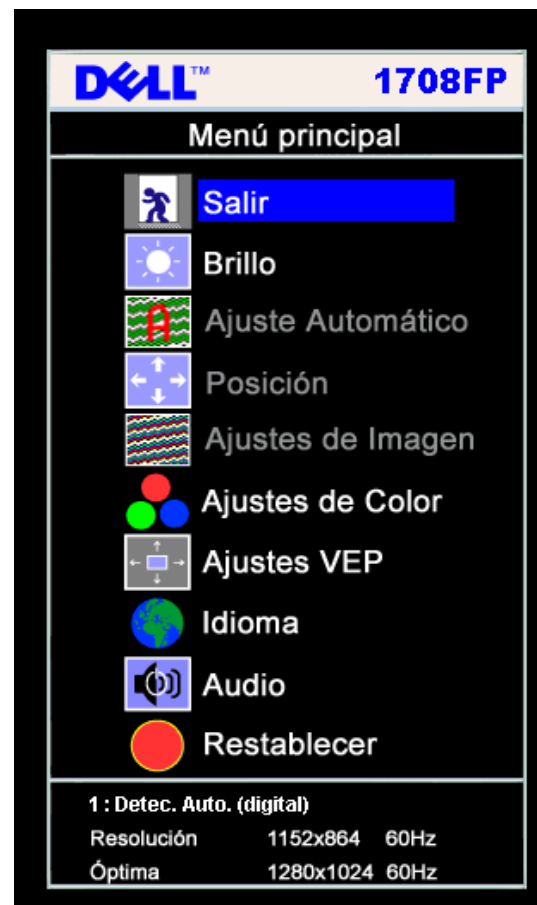 DELL™ 1708FP
Menú principal
Salir
Brillo
Ajuste Automático
Posición
Ajustes de Imagen
Ajustes de Color
Ajustes VEP
Idioma
Audio
Restablecer
1 : Detec. Auto. (digital)
Resolución 1152x864 60Hz
Óptima 1280x1024 60Hz